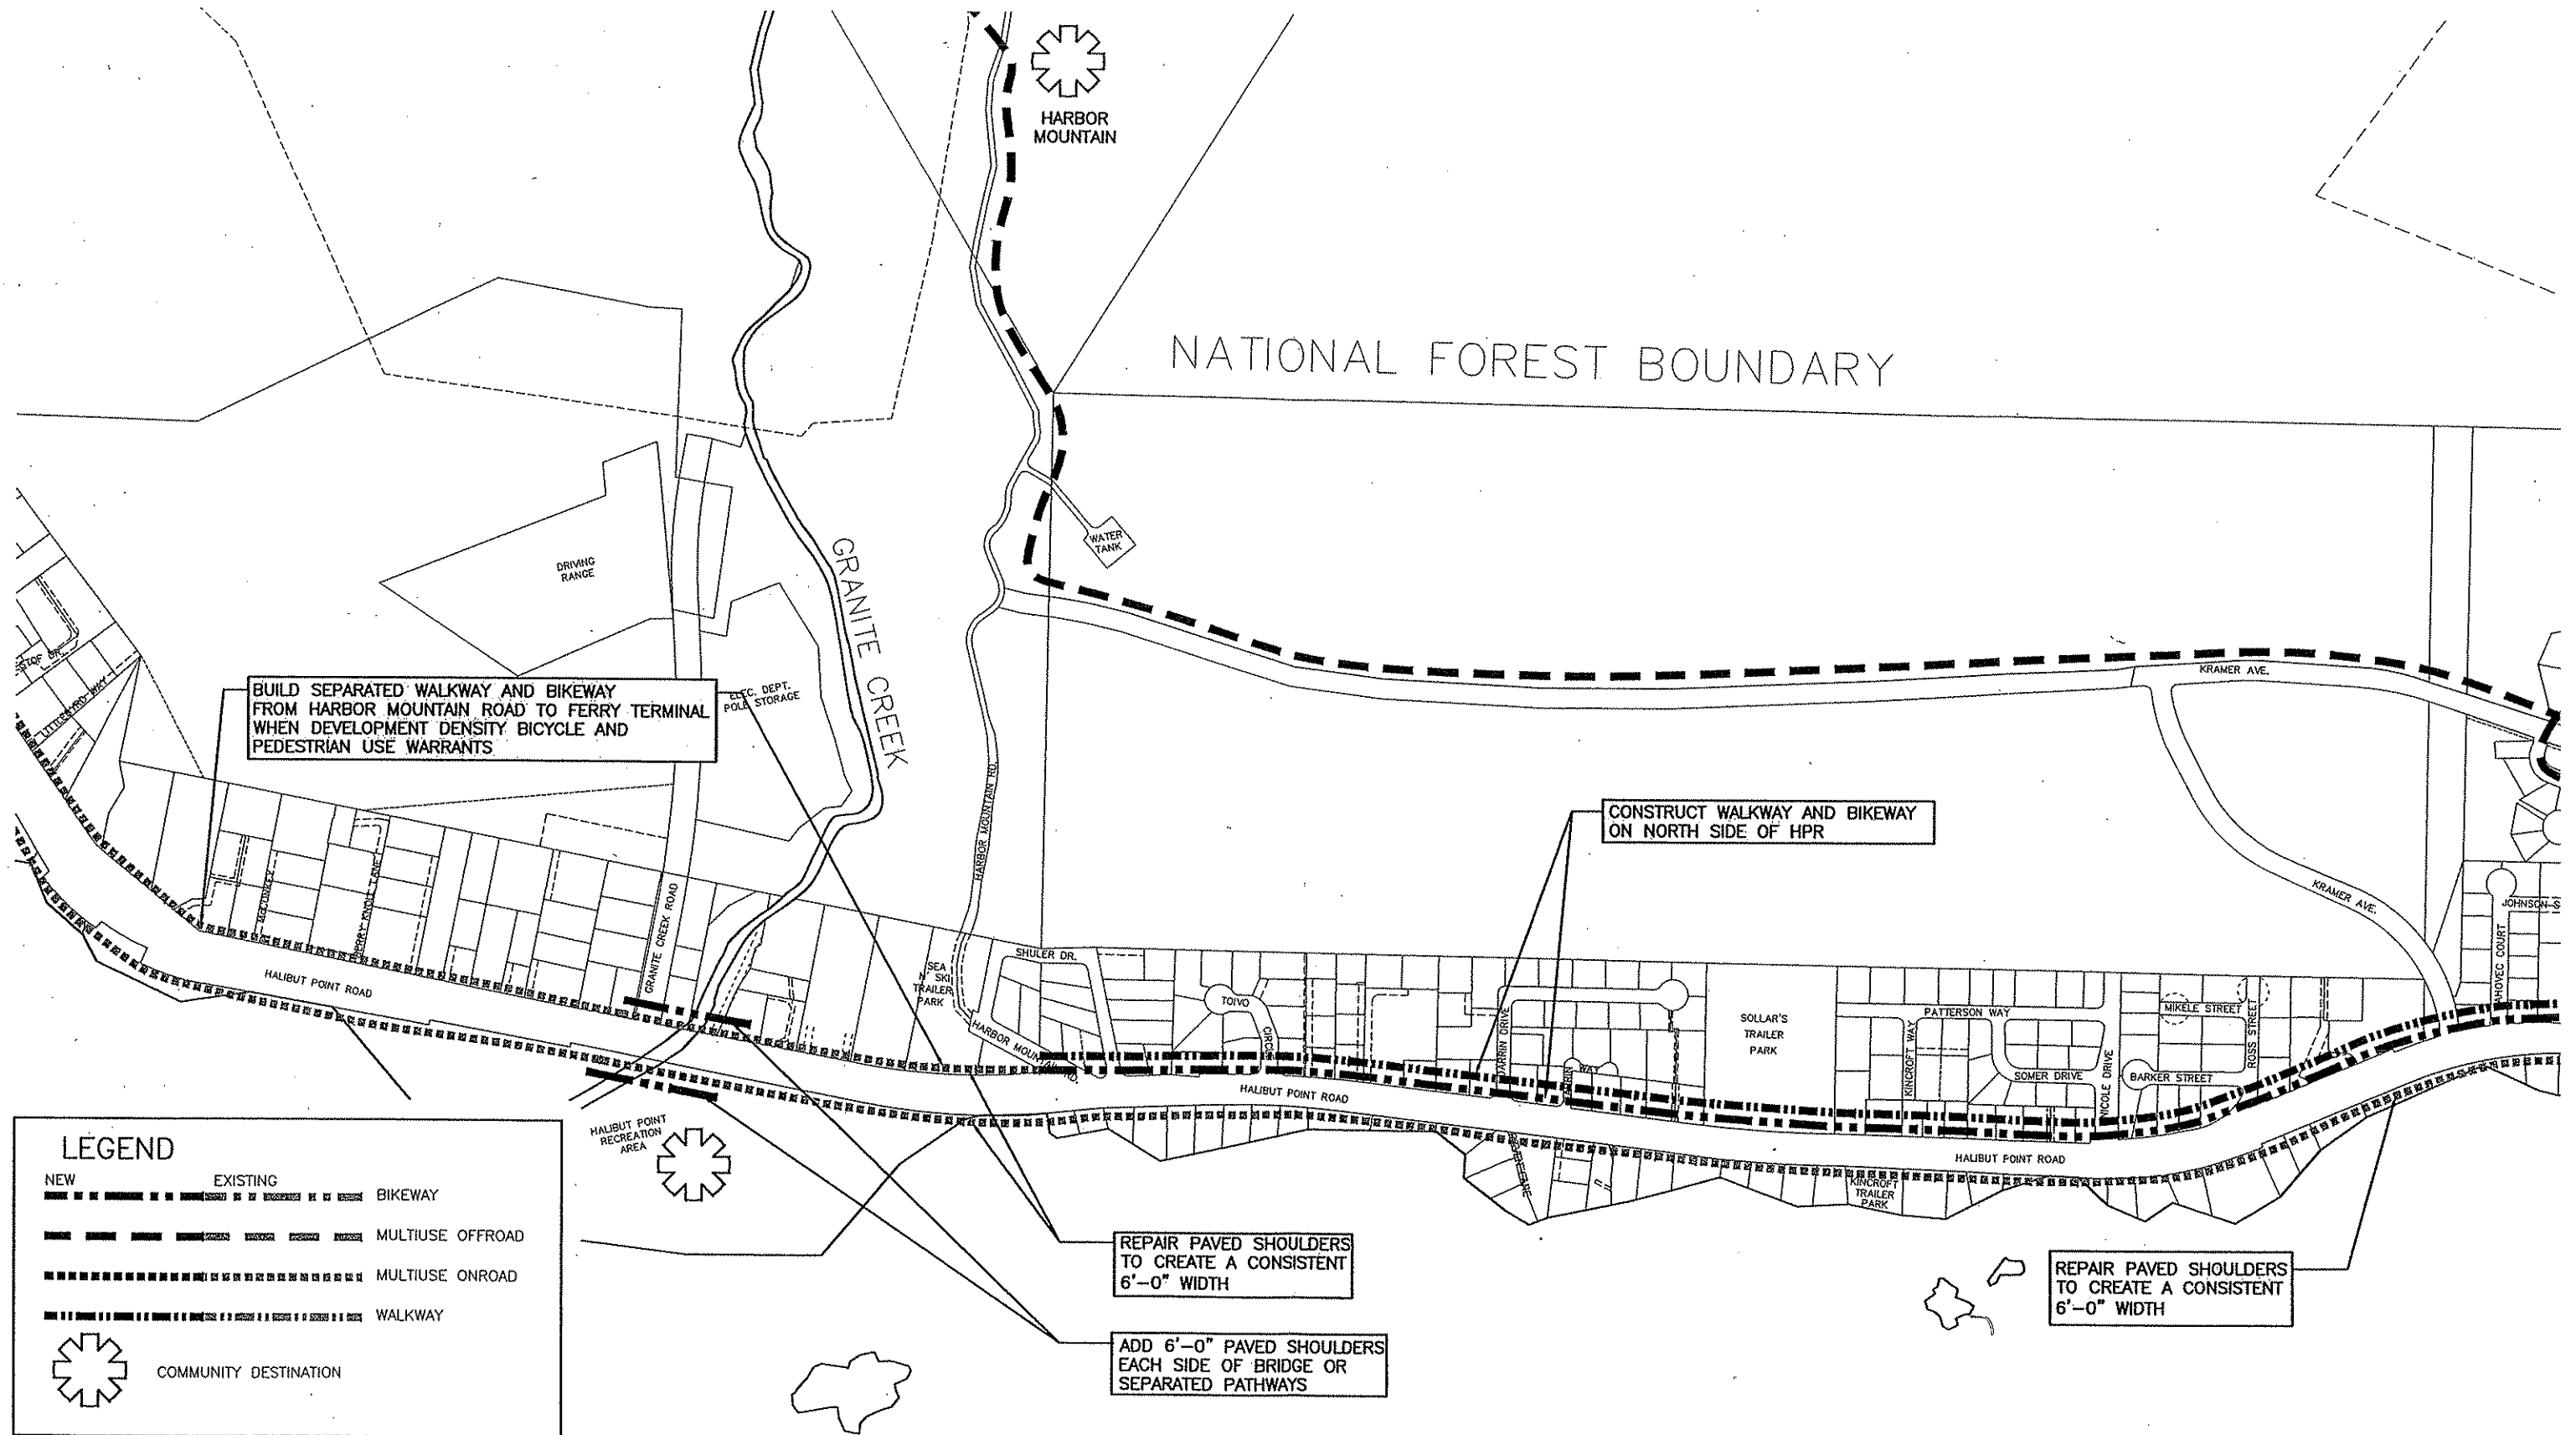 HARBOR
MOUNTAIN
NATIONAL FOREST BOUNDARY
WATER
TANK
DRIVING
RANGE
GRANITE CREEK
ELEC. DEPT.
POLE STORAGE
KRAMER AVE.
BUILD SEPARATED WALKWAY AND BIKEWAY
FROM HARBOR MOUNTAIN ROAD TO FERRY TERMINAL
WHEN DEVELOPMENT DENSITY BICYCLE AND
PEDESTRIAN USE WARRANTS
HARBOR MOUNTAIN RD.
CONSTRUCT WALKWAY AND BIKEWAY
ON NORTH SIDE OF HPR
KRAMER AVE.
GRANITE CREEK ROAD
HALIBUT POINT ROAD
SEA
N' SKI
TRAILER
PARK
SHULER DR.
HARBOR MOUNTAIN RD.
TOIVO
HALIBUT POINT ROAD
SOLLAR'S
TRAILER
PARK
KINCROFT WAY
PATTERSON WAY
SOMER DRIVE
NICOLE DRIVE
MIKELE STREET
BARKER STREET
ROSS STREET
HALIBUT POINT ROAD
KINCROFT
TRAILER
PARK
HALIBUT POINT
RECREATION
AREA
LEGEND
NEW EXISTING
BIKEWAY
MULTIUSE OFFROAD
MULTIUSE ONROAD
WALKWAY
COMMUNITY DESTINATION
REPAIR PAVED SHOULDERS
TO CREATE A CONSISTENT
6'-0" WIDTH
ADD 6'-0" PAVED SHOULDERS
EACH SIDE OF BRIDGE OR
SEPARATED PATHWAYS
REPAIR PAVED SHOULDERS
TO CREATE A CONSISTENT
6'-0" WIDTH